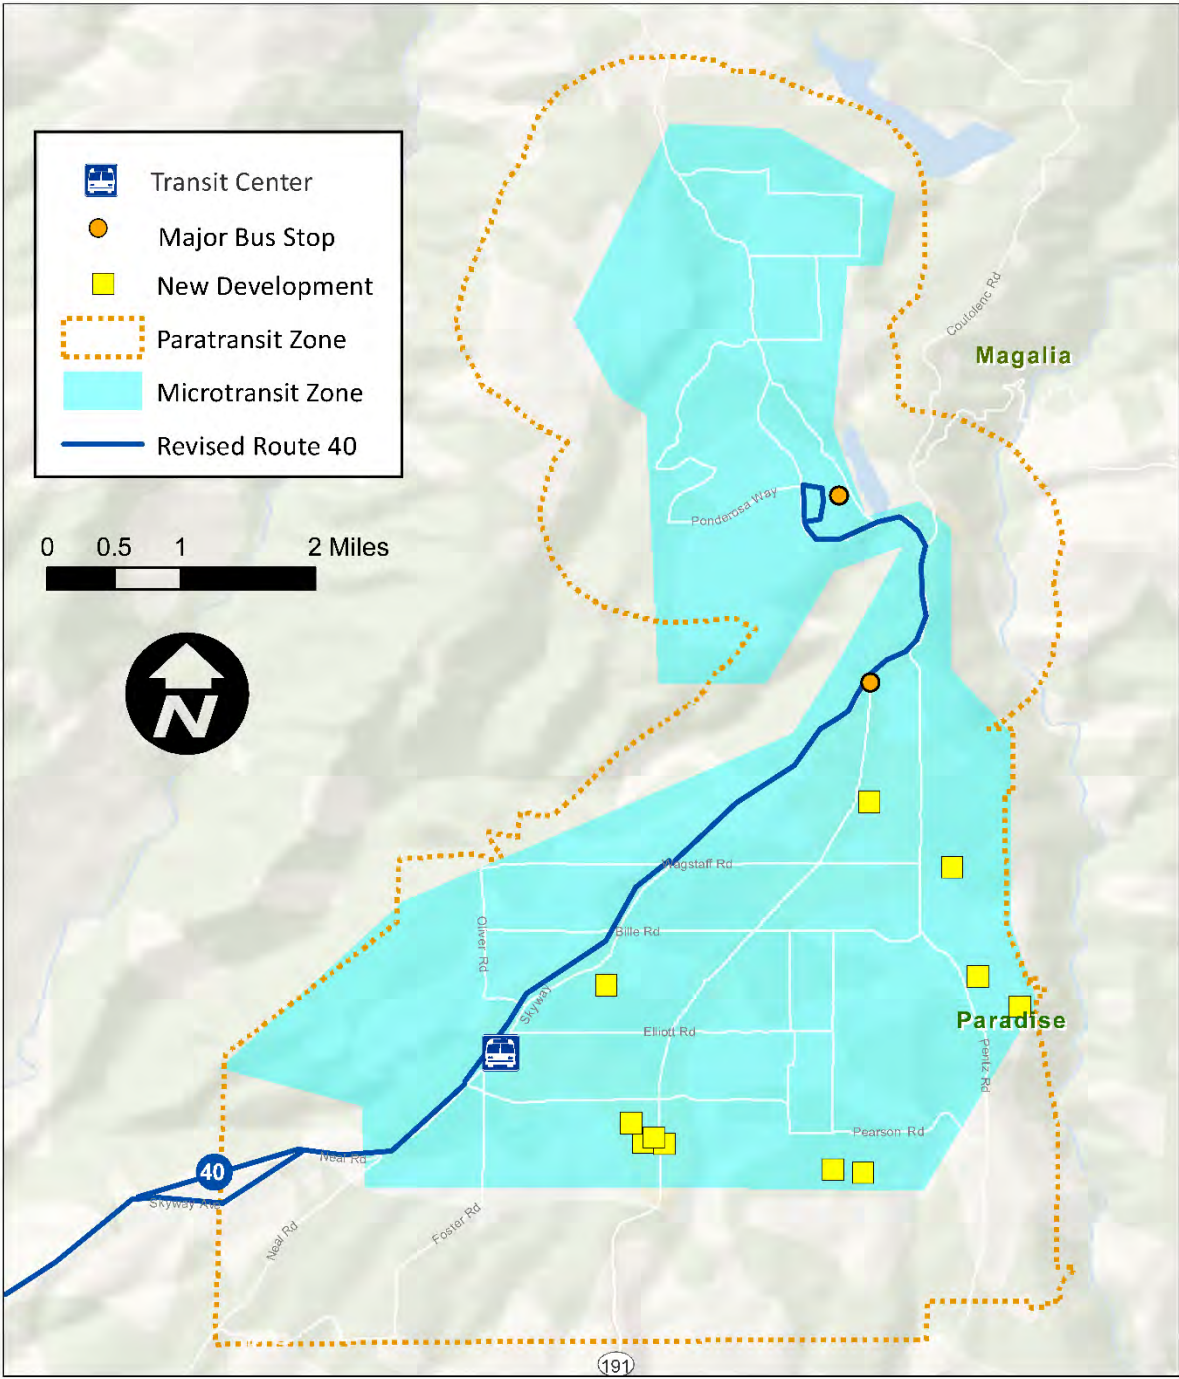 Transit Center
Major Bus Stop
New Development
Paratransit Zone
Microtransit Zone
Revised Route 40
0 0.5 1 2 Miles
N
Coutolenc Rd
Magalia
Ponderosa Way
Wagstaff Rd
Oliver Rd
Bille Rd
Skyway
Elliott Rd
Paradise
Pentz Rd
Pearson Rd
Neal Rd
40
Skyway Ave
Neal Rd
Foster Rd
191